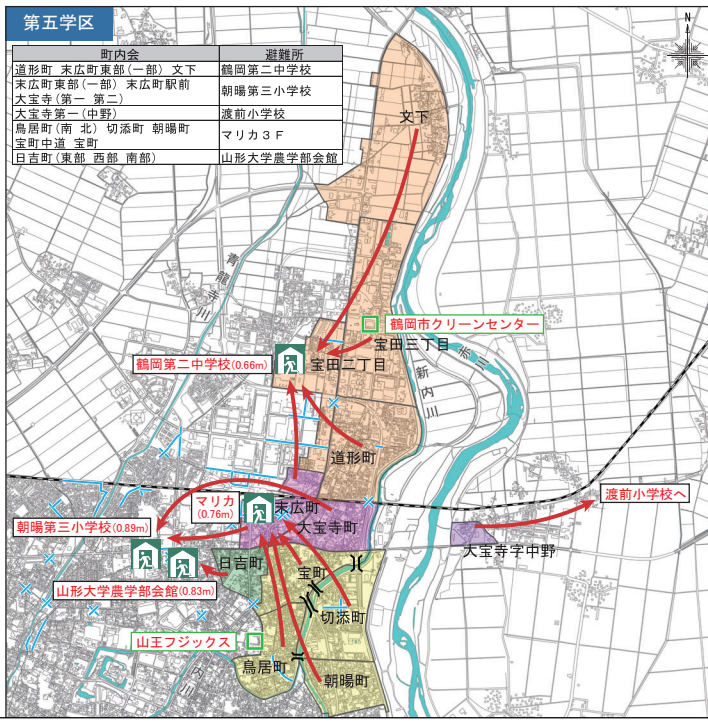 第五学区
N
町内会 避難所
道形町 末広町東部(一部) 文下 鶴岡第二中学校
末広町東部(一部) 末広町駅前
大宝寺(第一 第二) 朝暘第三小学校
大宝寺第一(中野) 渡前小学校
鳥居町(南 北) 切添町 朝暘町
宝町中道 宝町 マリカ3F
日吉町(東部 西部 南部) 山形大学農学部会館
文下
青龍寺川
鶴岡市クリーンセンター
宝田三丁目
赤川
鶴岡第二中学校(0.66m)
宝田二丁目
新内川
道形町
マリカ
(0.76m)
末広町
渡前小学校へ
朝暘第三小学校(0.89m)
大宝寺町
大宝寺字中野
日吉町
宝町
山形大学農学部会館(0.83m)
切添町
山王フジックス
鳥居町
内川
朝暘町